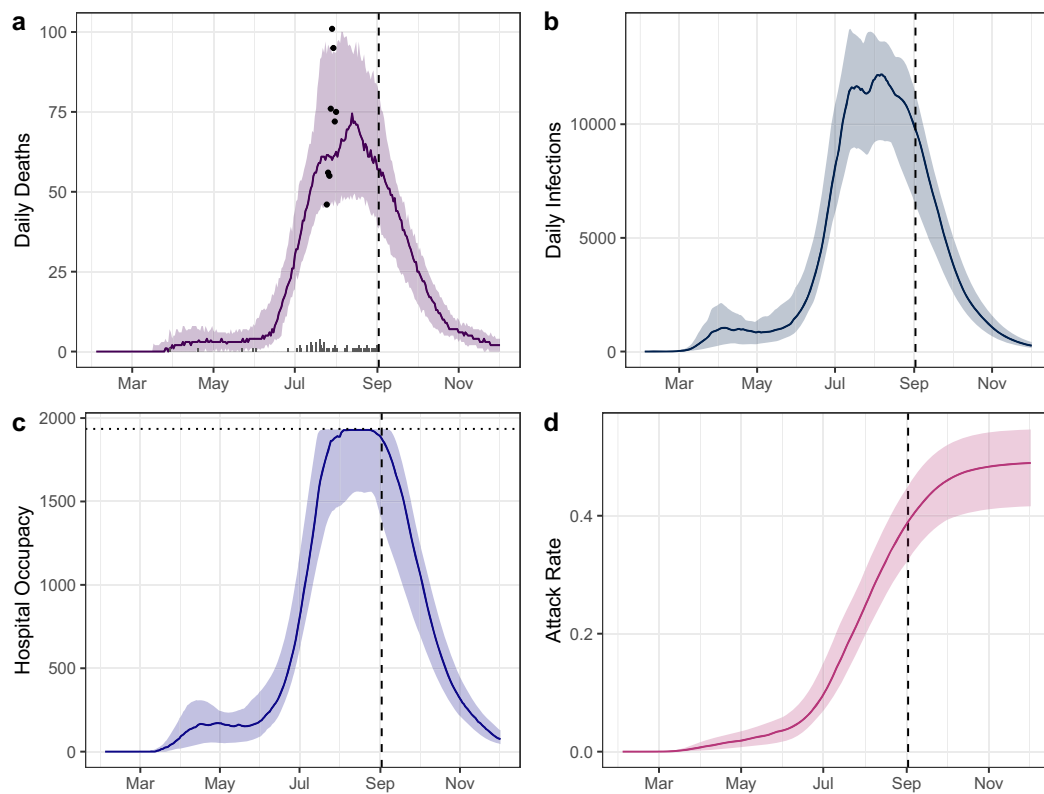 a
Daily Deaths
100
75
50
25
0
Mar May Jul Sep Nov
b
Daily Infections
10000
5000
0
Mar May Jul Sep Nov
c
Hospital Occupancy
2000
1500
1000
500
0
Mar May Jul Sep Nov
d
Attack Rate
0.4
0.2
0.0
Mar May Jul Sep Nov